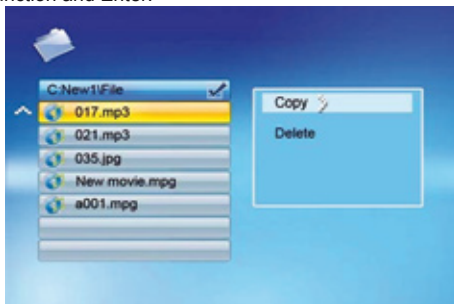 C:New1\File
017.mp3
021.mp3
035.jpg
New movie.mpg
a001.mpg
Copy
Delete